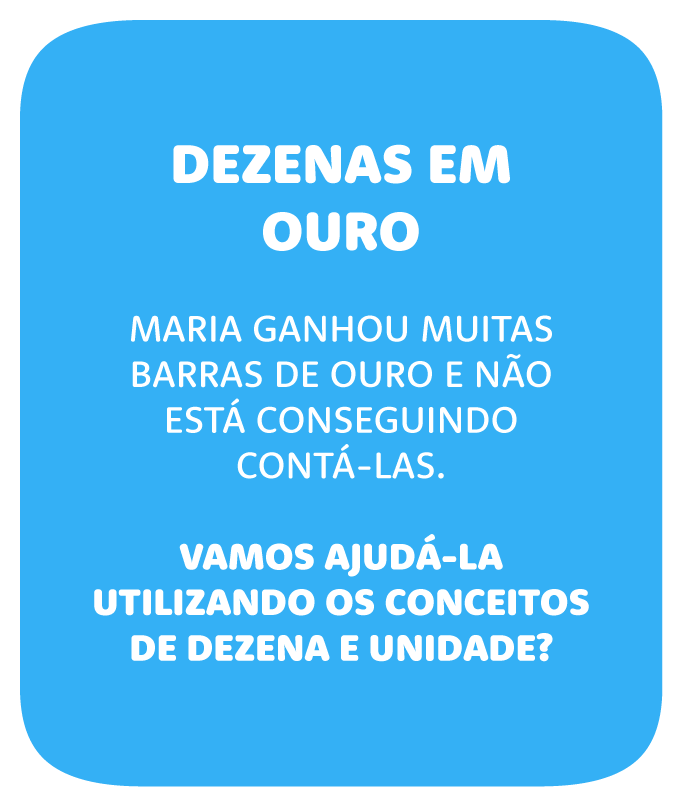 DEZENAS EM
OURO
MARIA GANHOU MUITAS
BARRAS DE OURO E NÃO
ESTÁ CONSEGUINDO
CONTÁ-LAS.
VAMOS AJUDÁ-LA
UTILIZANDO OS CONCEITOS
DE DEZENA E UNIDADE?